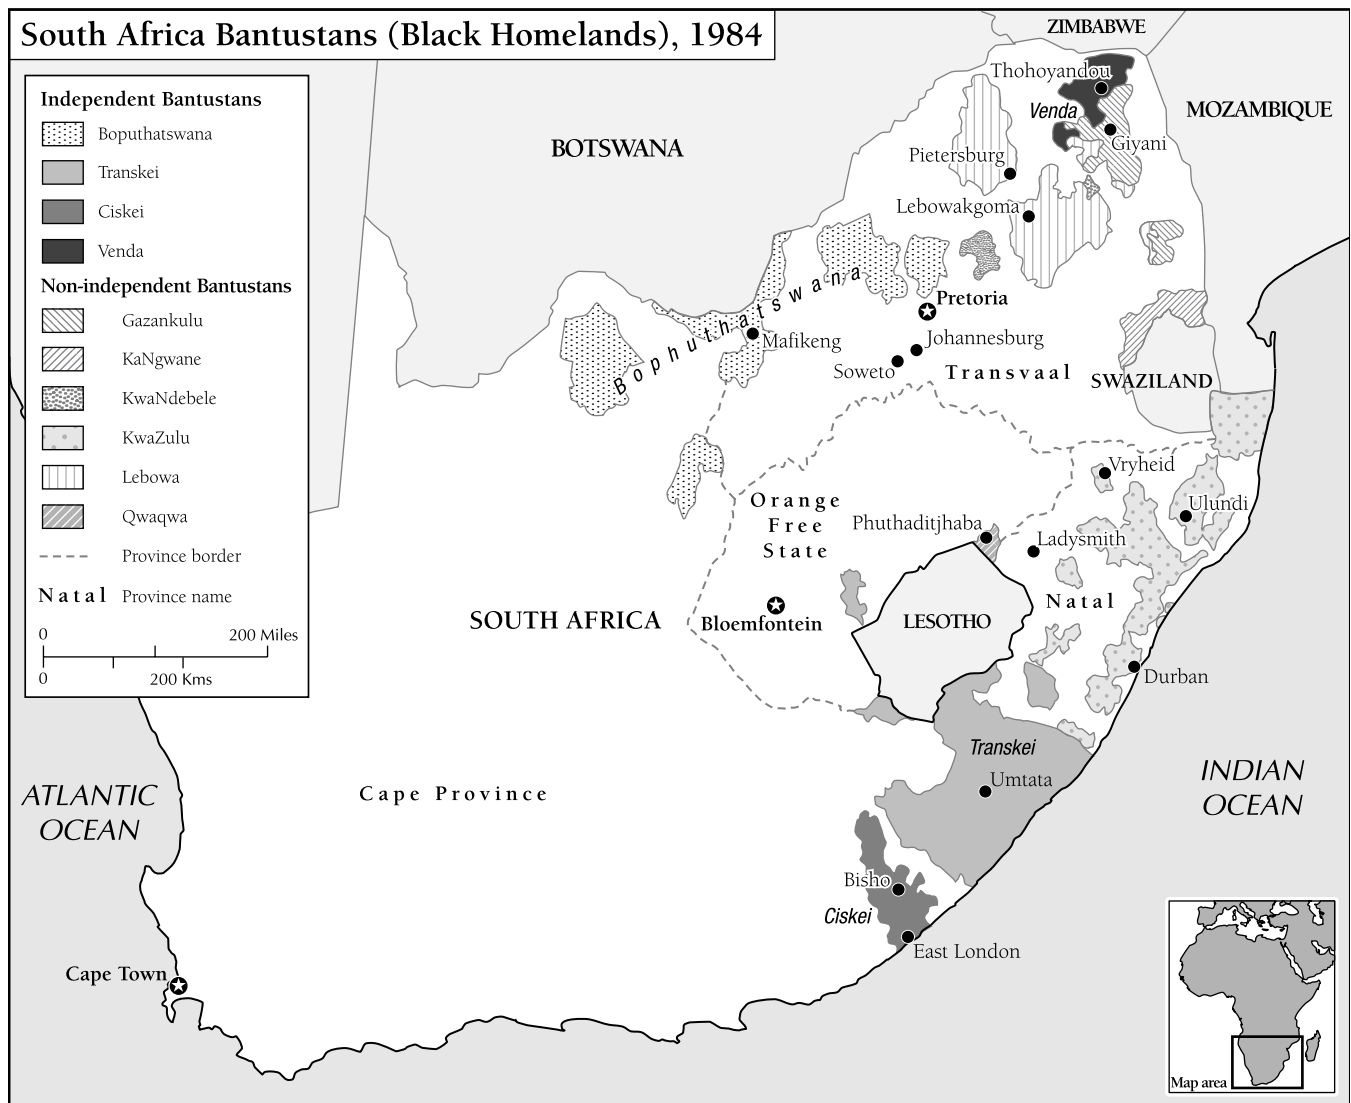 South Africa Bantustans (Black Homelands), 1984
Independent Bantustans
Boputhatswana
Transkei
Ciskei
Venda
Non-independent Bantustans
Gazankulu
KaNgwane
KwaNdebele
KwaZulu
Lebowa
Qwaqwa
Province border
Natal Province name
0 200 Miles
0 200 Kms
ZIMBABWE
MOZAMBIQUE
BOTSWANA
Thohoyandou
Venda
Giyani
Pietersburg
Lebowakgoma
Bophuthatswana
Pretoria
Mafikeng
Johannesburg
Soweto
Transvaal
SWAZILAND
Vryheid
Ulundi
Orange
Free
State
Phuthaditjhaba
Ladysmith
Natal
SOUTH AFRICA
Bloemfontein
LESOTHO
Durban
Transkei
Umtata
INDIAN
OCEAN
ATLANTIC
OCEAN
Cape Province
Bisho
Ciskei
East London
Cape Town
Map area